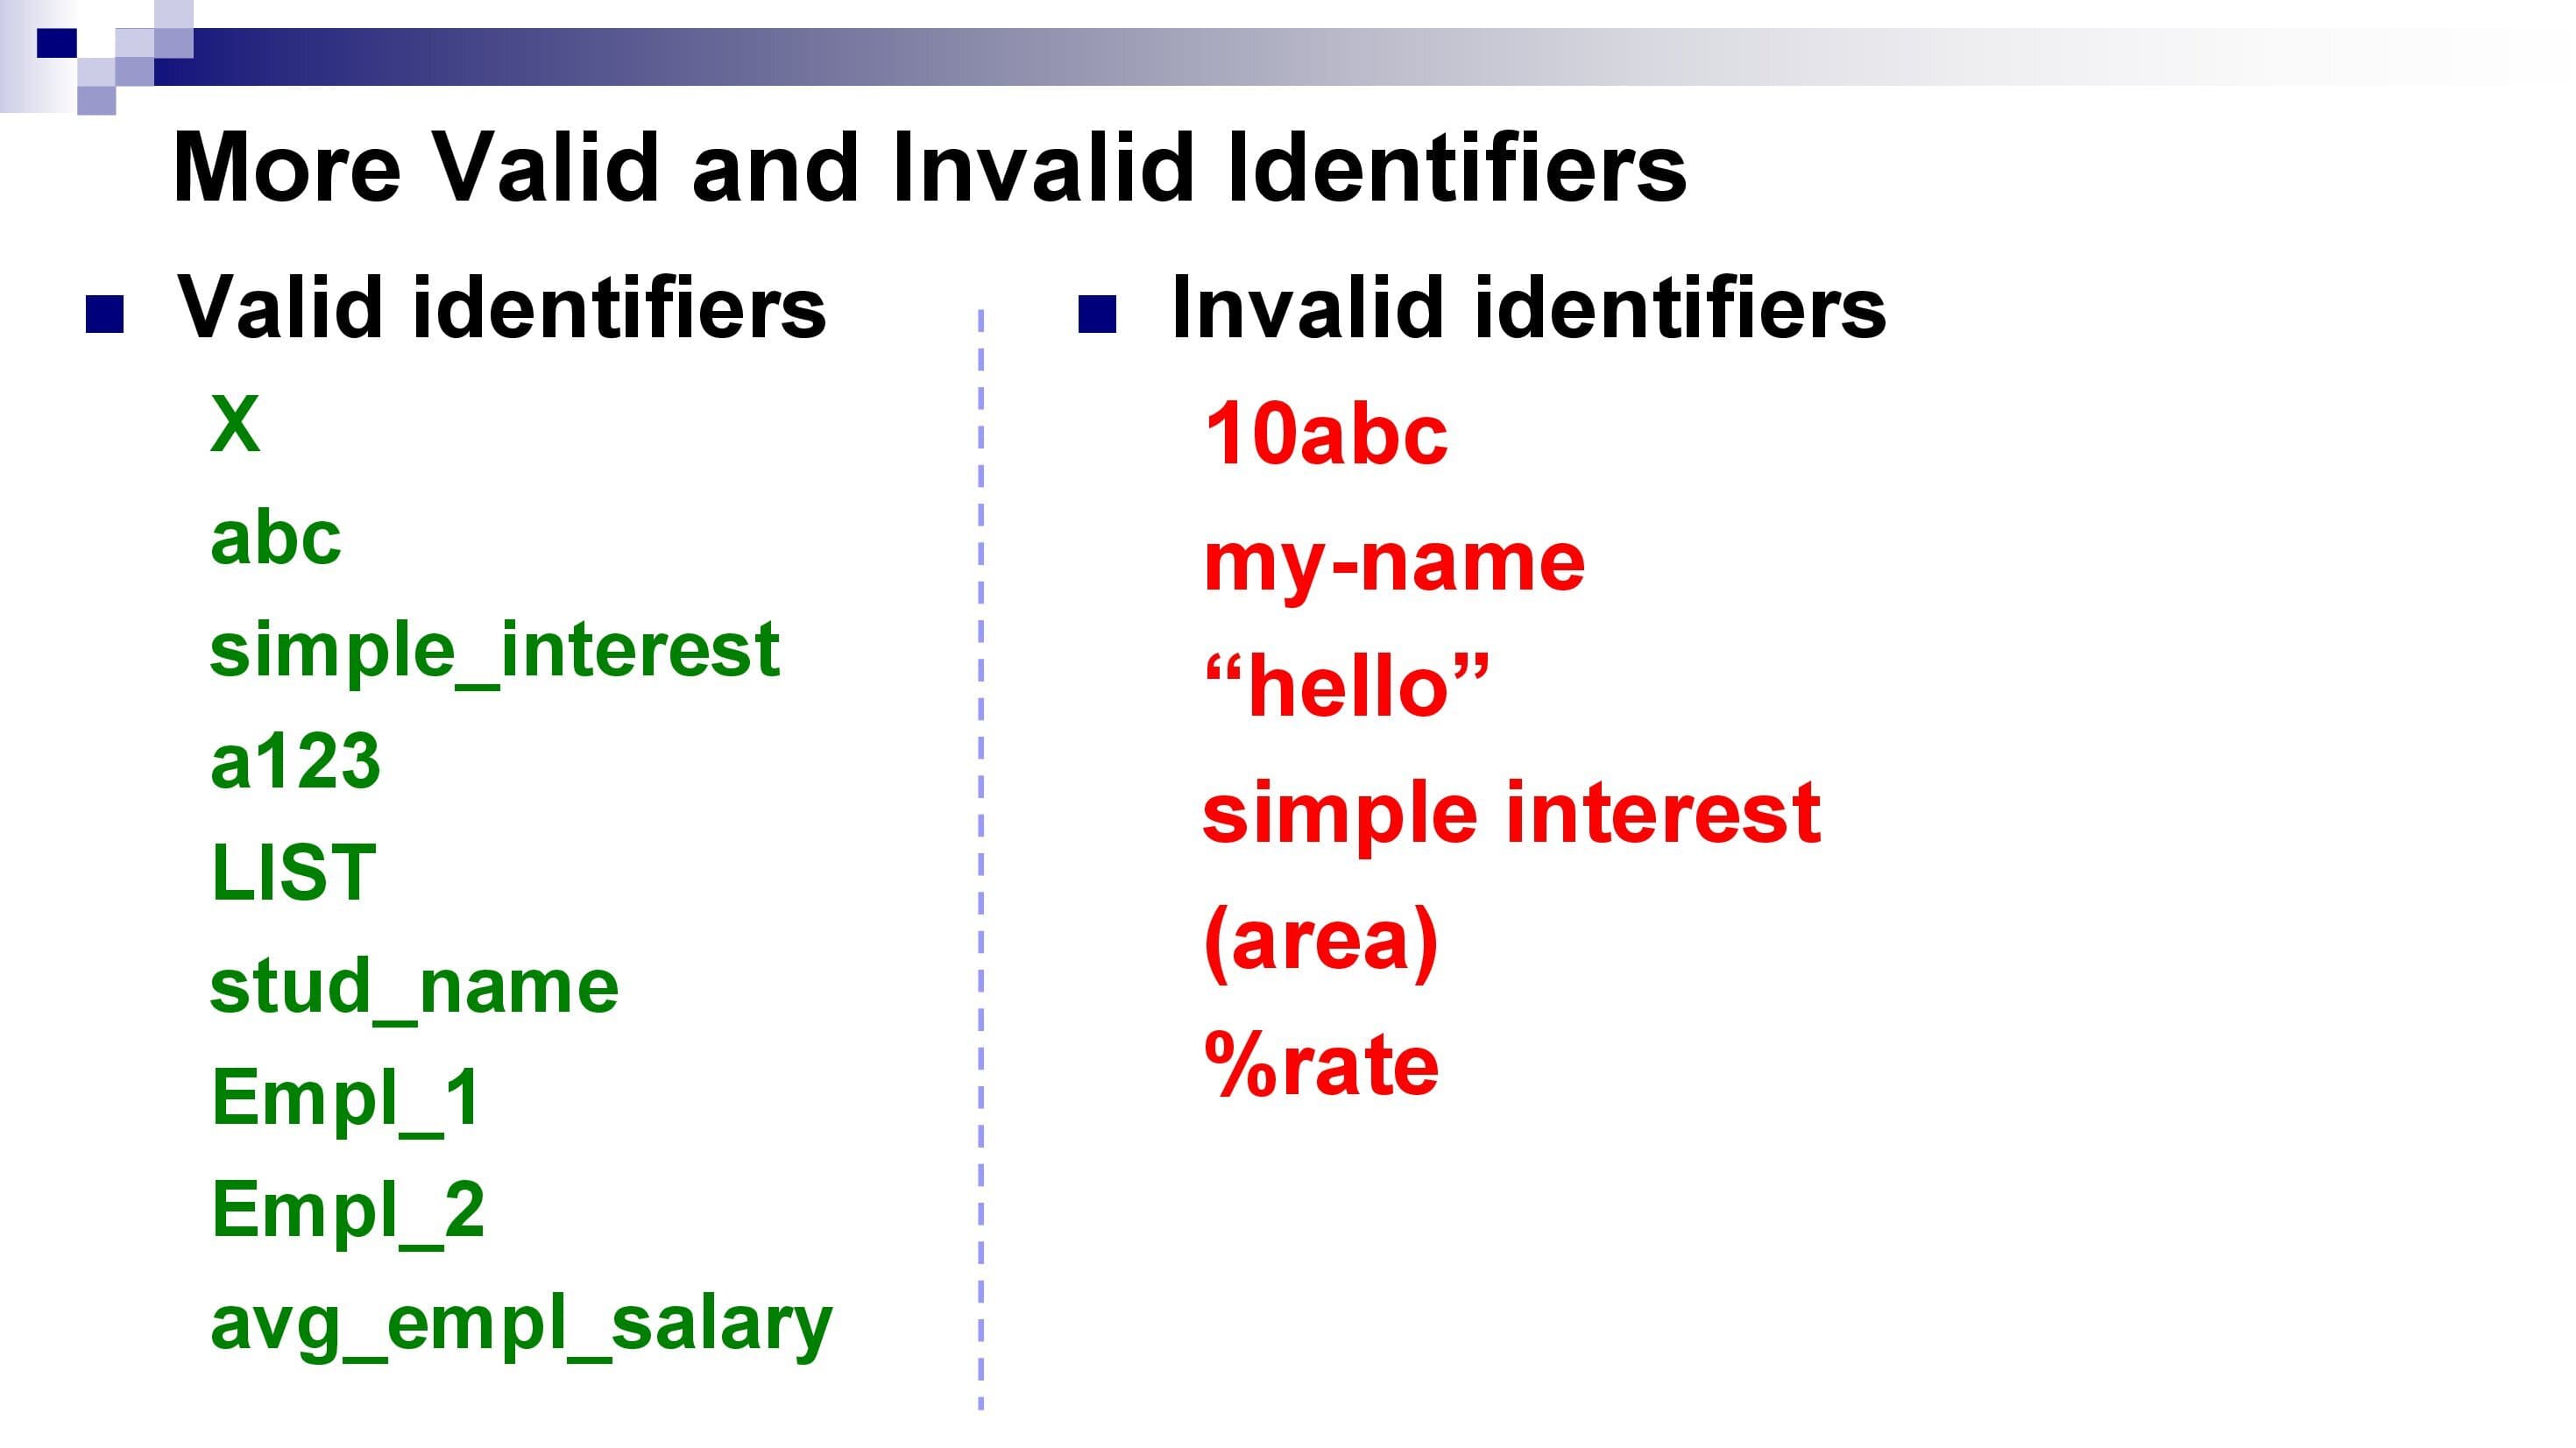 More Valid and Invalid Identifiers
Valid identifiers
X
abc
simple_interest
a123
LIST
stud_name
Empl_1
Empl_2
avg_empl_salary
Invalid identifiers
10abc
my-name
“hello”
simple interest
(area)
%rate